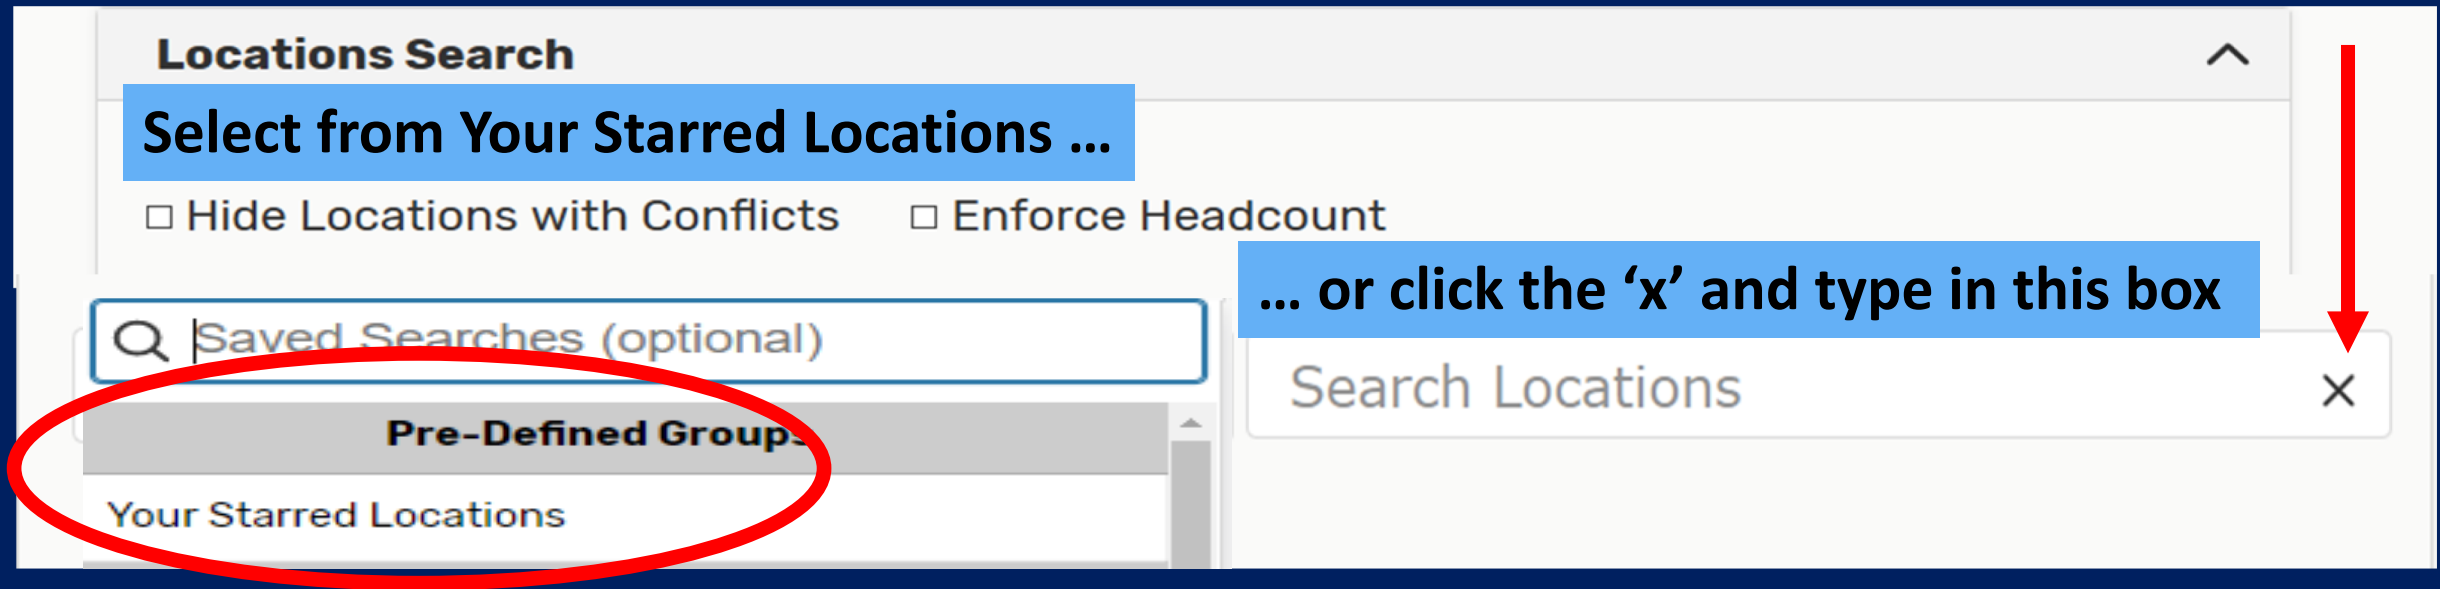 Locations Search
Select from Your Starred Locations ...
Hide Locations with Conflicts
Enforce Headcount
... or click the ‘x’ and type in this box
Saved Searches (optional)
Search Locations
Pre-Defined Groups
Your Starred Locations